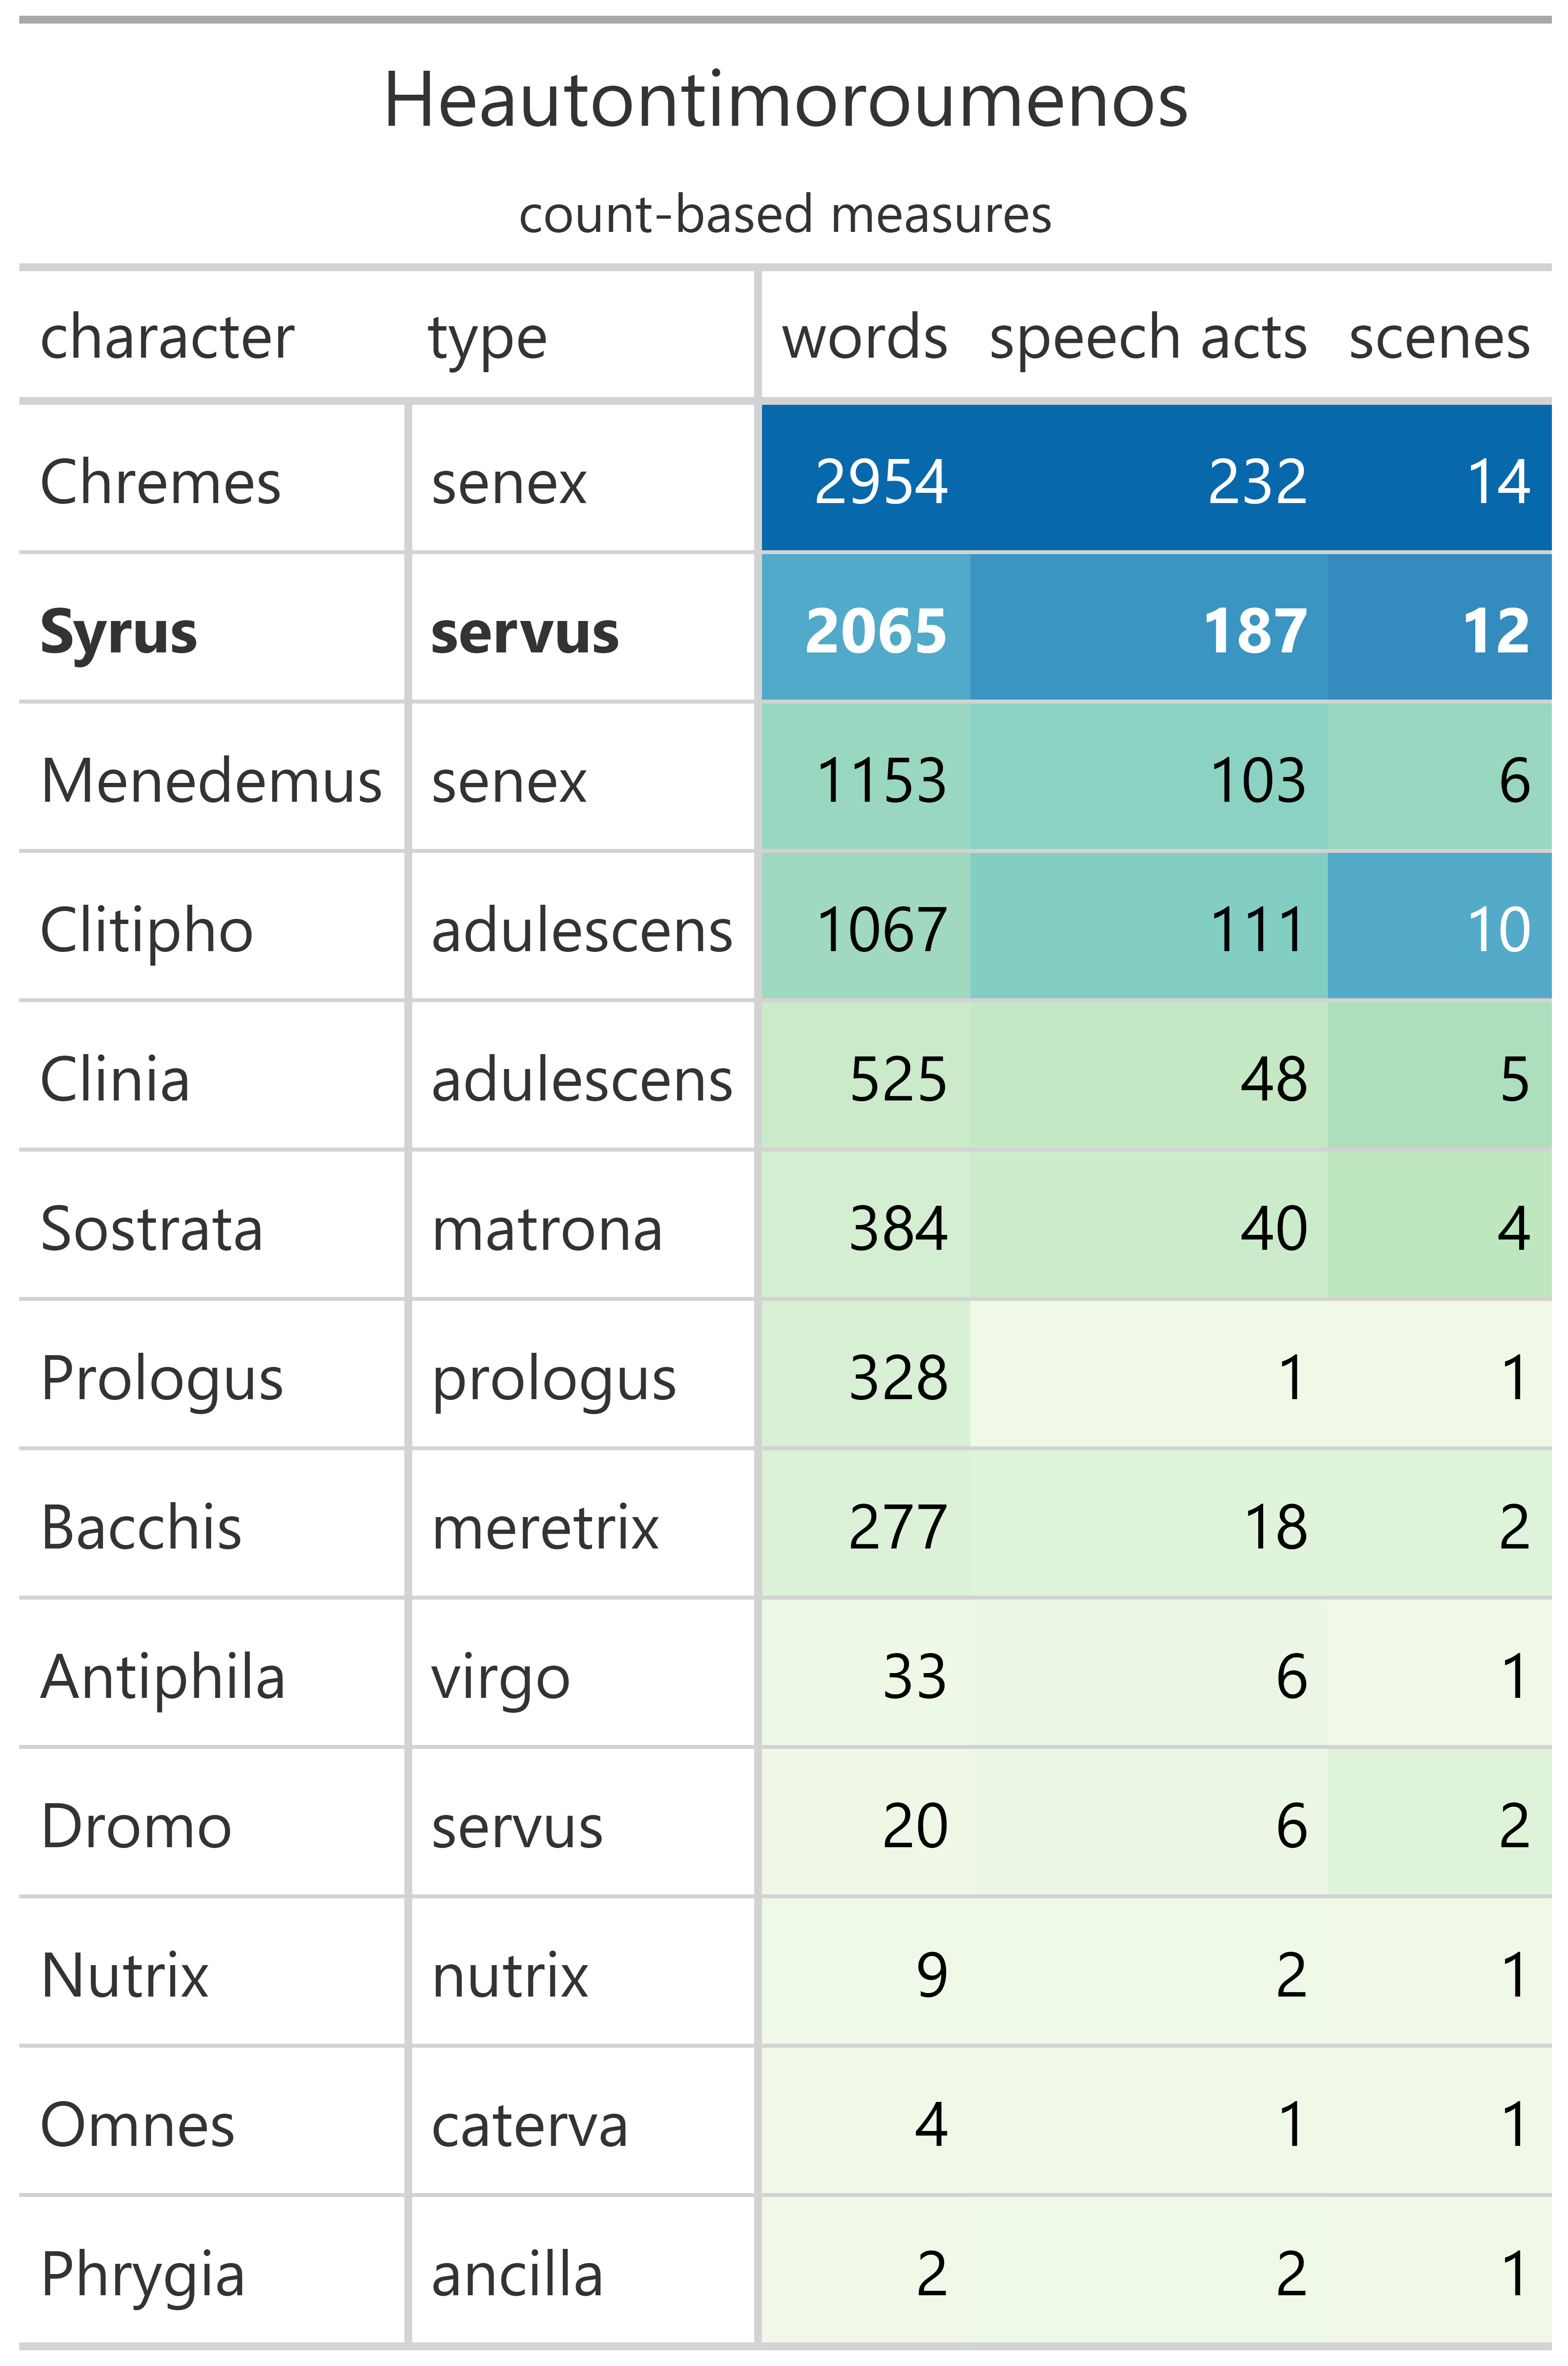 Heautontimoroumenos
count-based measures
character type words speech acts scenes
Chremes senex 2954 232 14
Syrus servus 2065 187 12
Menedemus senex 1153 103 6
Clitipho adulescens 1067 111 10
Clinia adulescens 525 48 5
Sostrata matrona 384 40 4
Prologus prologus 328 1 1
Bacchis meretrix 277 18 2
Antiphila virgo 33 6 1
Dromo servus 20 6 2
Nutrix nutrix 9 2 1
Omnes caterva 4 1 1
Phrygia ancilla 2 2 1